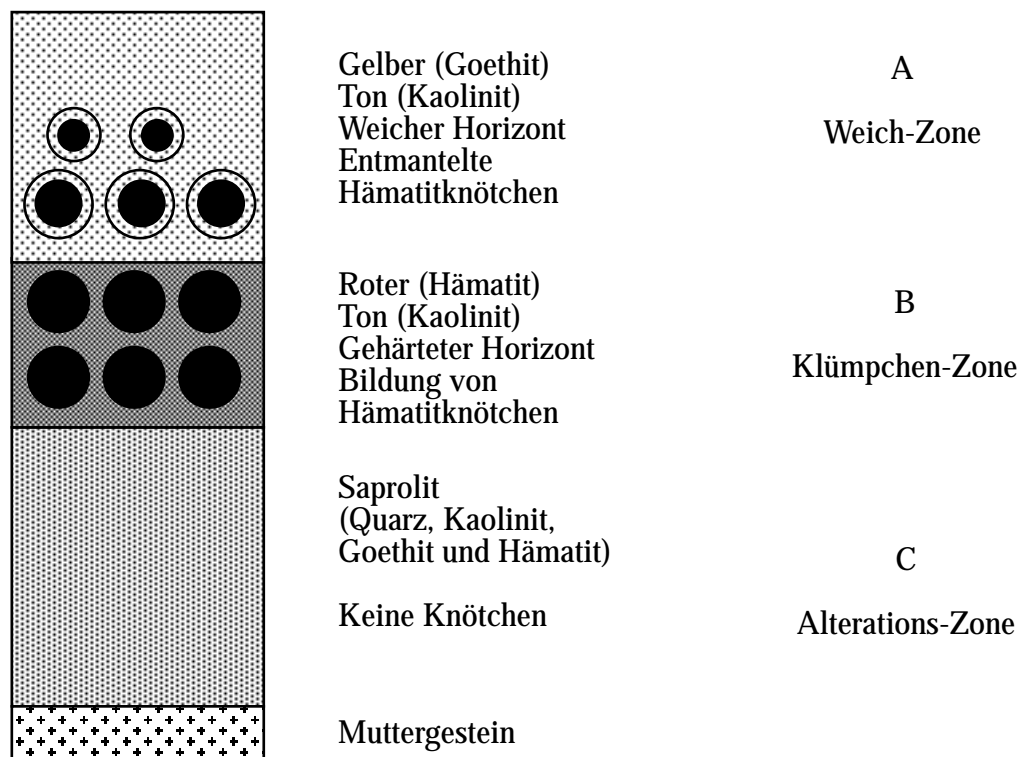 Gelber (Goethit)
Ton (Kaolinit)
Weicher Horizont
Entmantelte
Hämatitknötchen
A
Weich-Zone
Roter (Hämatit)
Ton (Kaolinit)
Gehärteter Horizont
Bildung von
Hämatitknötchen
B
Klümpchen-Zone
Saprolit
(Quarz, Kaolinit,
Goethit und Hämatit)
Keine Knötchen
C
Alterations-Zone
Muttergestein